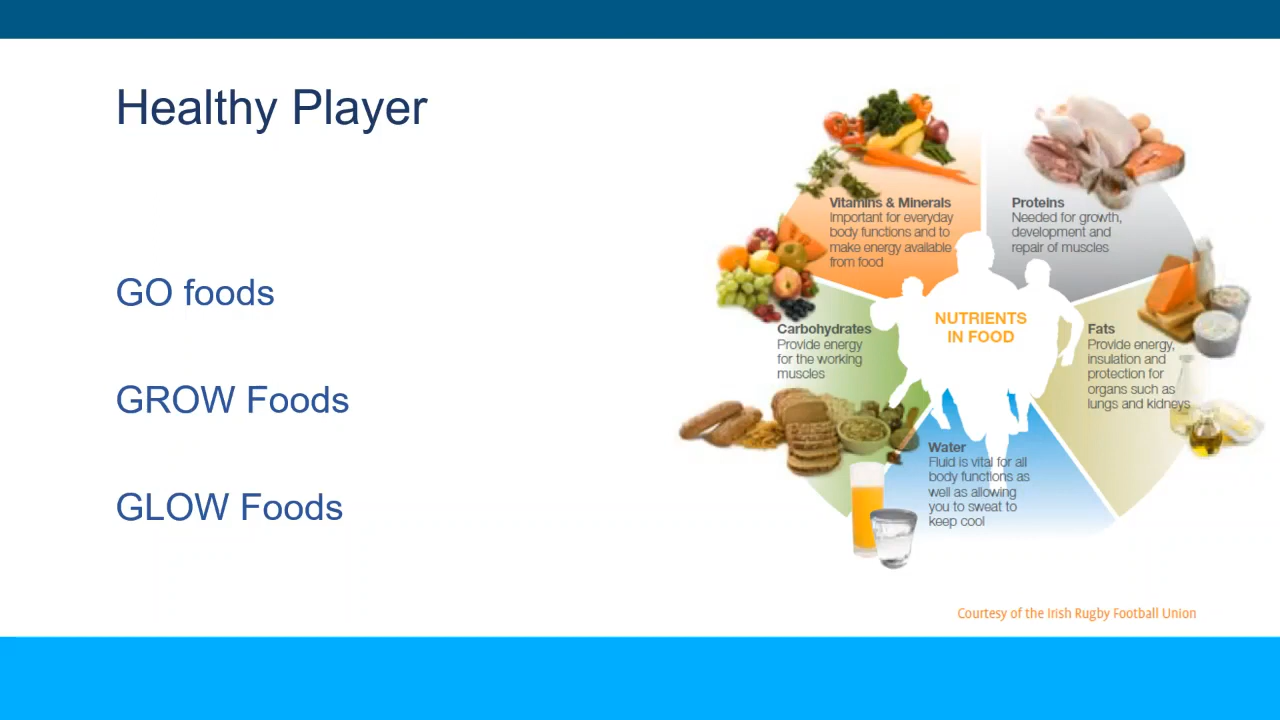 Healthy Player
GO foods
GROW Foods
GLOW Foods
Vitamins & Minerals
Important for everyday
body functions and to
make energy available
from food
Proteins
Needed for growth,
development and
repair of muscles
Carbohydrates
Provide energy
for the working
muscles
NUTRIENTS
IN FOOD
Fats
Provide energy,
insulation and
protection for
organs such as
lungs and kidneys
Water
Fluid is vital for all
body functions as
well as allowing
you to sweat to
keep cool
Courtesy of the Irish Rugby Football Union